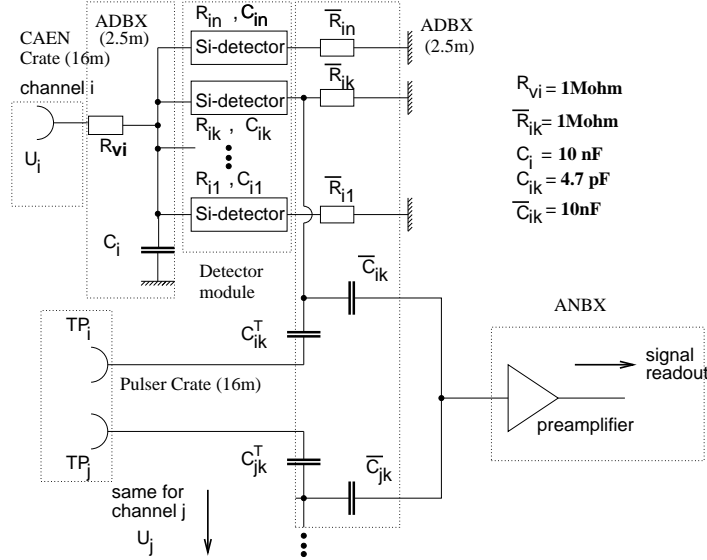 ADBX
(2.5m)
R_in , C_in
R̅_in
ADBX
(2.5m)
CAEN
Crate (16m)
channel i
Si-detector
Si-detector
R̅_ik
R_vi
U_i
R_ik , C_ik
R_i1 , C_i1
R̅_i1
Si-detector
C_i
Detector
module
R_vi = 1Mohm
R̅_ik = 1Mohm
C_i = 10 nF
C_ik = 4.7 pF
C̅_ik = 10nF
C̅_ik
TP_i
C_ik^T
Pulser Crate (16m)
ANBX
signal
readout
preamplifier
TP_j
C_jk^T
C̅_jk
same for
channel j
U_j